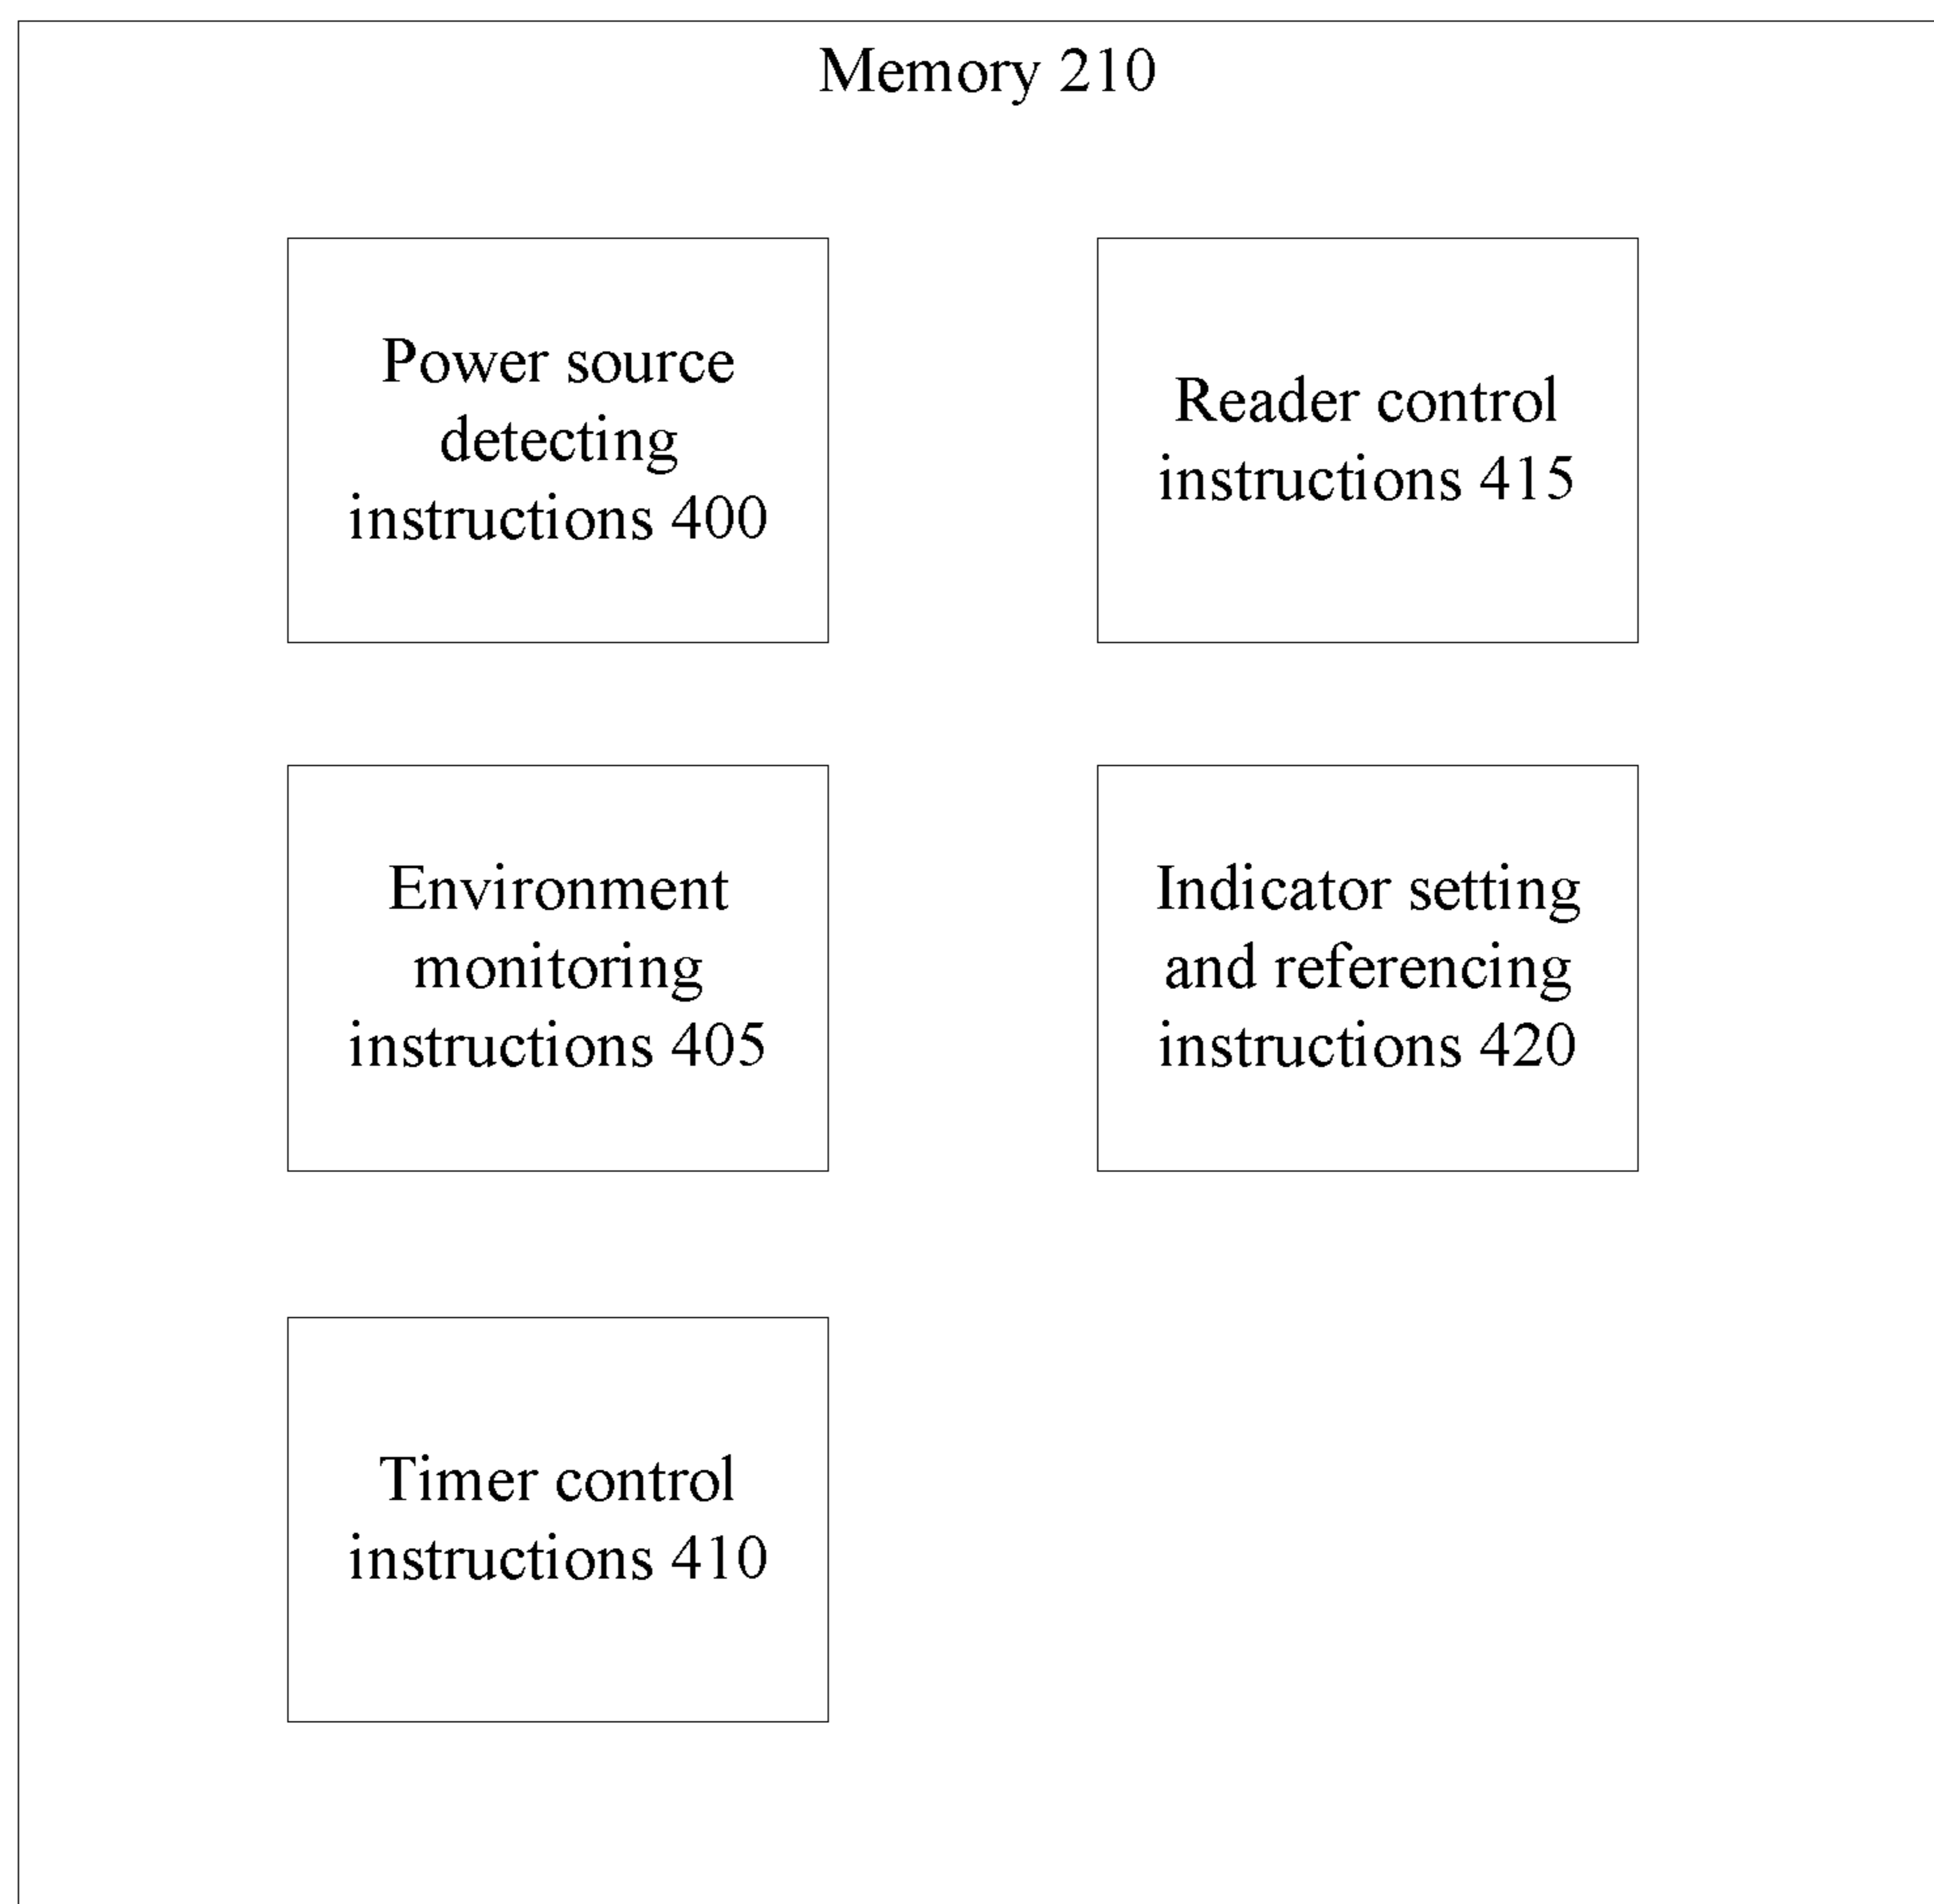 Memory 210
Power source
detecting
instructions 400
Reader control
instructions 415
Environment
monitoring
instructions 405
Indicator setting
and referencing
instructions 420
Timer control
instructions 410